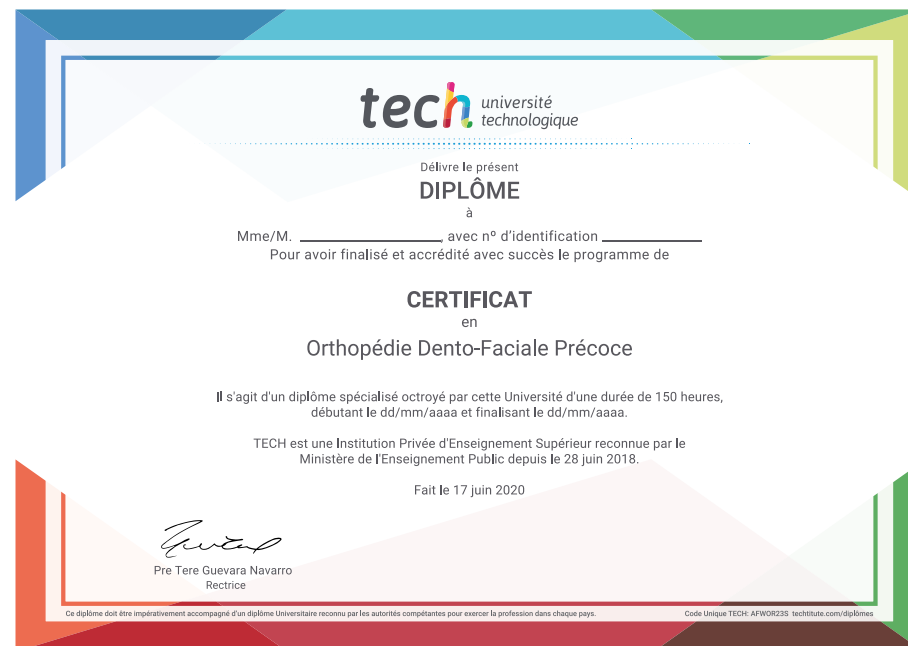 tech université
technologique
Délivre le présent
DIPLÔME
à
Mme/M. ____________________, avec nº d'identification ______________
Pour avoir finalisé et accrédité avec succès le programme de
CERTIFICAT
en
Orthopédie Dento-Faciale Précoce
Il s'agit d'un diplôme spécialisé octroyé par cette Université d'une durée de 150 heures,
débutant le dd/mm/aaaa et finalisant le dd/mm/aaaa.
TECH est une Institution Privée d'Enseignement Supérieur reconnue par le
Ministère de l'Enseignement Public depuis le 28 juin 2018.
Fait le 17 juin 2020
Pre Tere Guevara Navarro
Rectrice
Ce diplôme doit être impérativement accompagné d'un diplôme Universitaire reconnu par les autorités compétantes pour exercer la profession dans chaque pays.
Code Unique TECH: AFWOR23S techtitute.com/diplômes